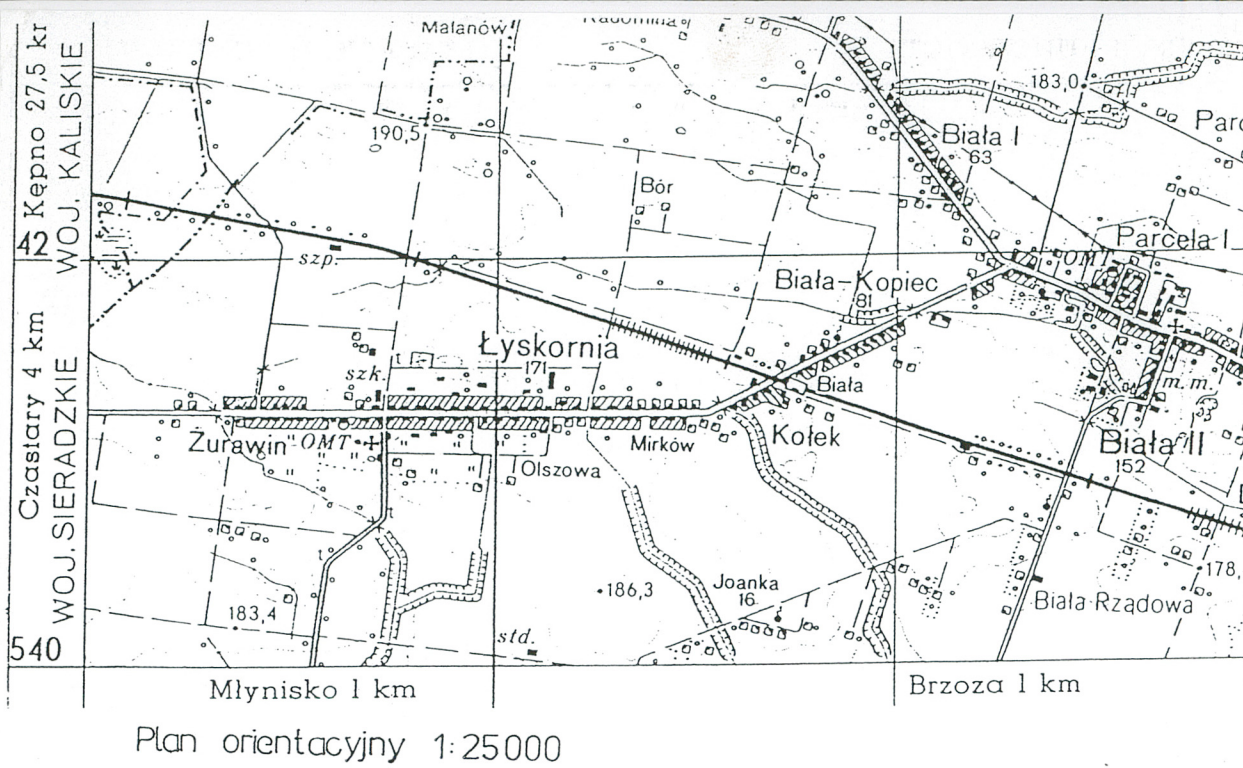 Malanów
183,0
190,5
Biała I
63
Bór
Parcela I
OMT
szp.
Biała-Kopiec
81
Łyskornia
171
szk.
t
Biała
m. m.
Żurawin
OMT
Mirków
Kołek
Olszowa
Biała II
152
t
t
186,3
Joanka
16
178,
Biała Rządowa
183,4
std.
Kępno 27,5 kr
WOJ. KALISKIE
42
Czastary 4 km
WOJ. SIERADZKIE
540
Młynisko 1 km
Brzoza 1 km
Plan orientacyjny 1:25000